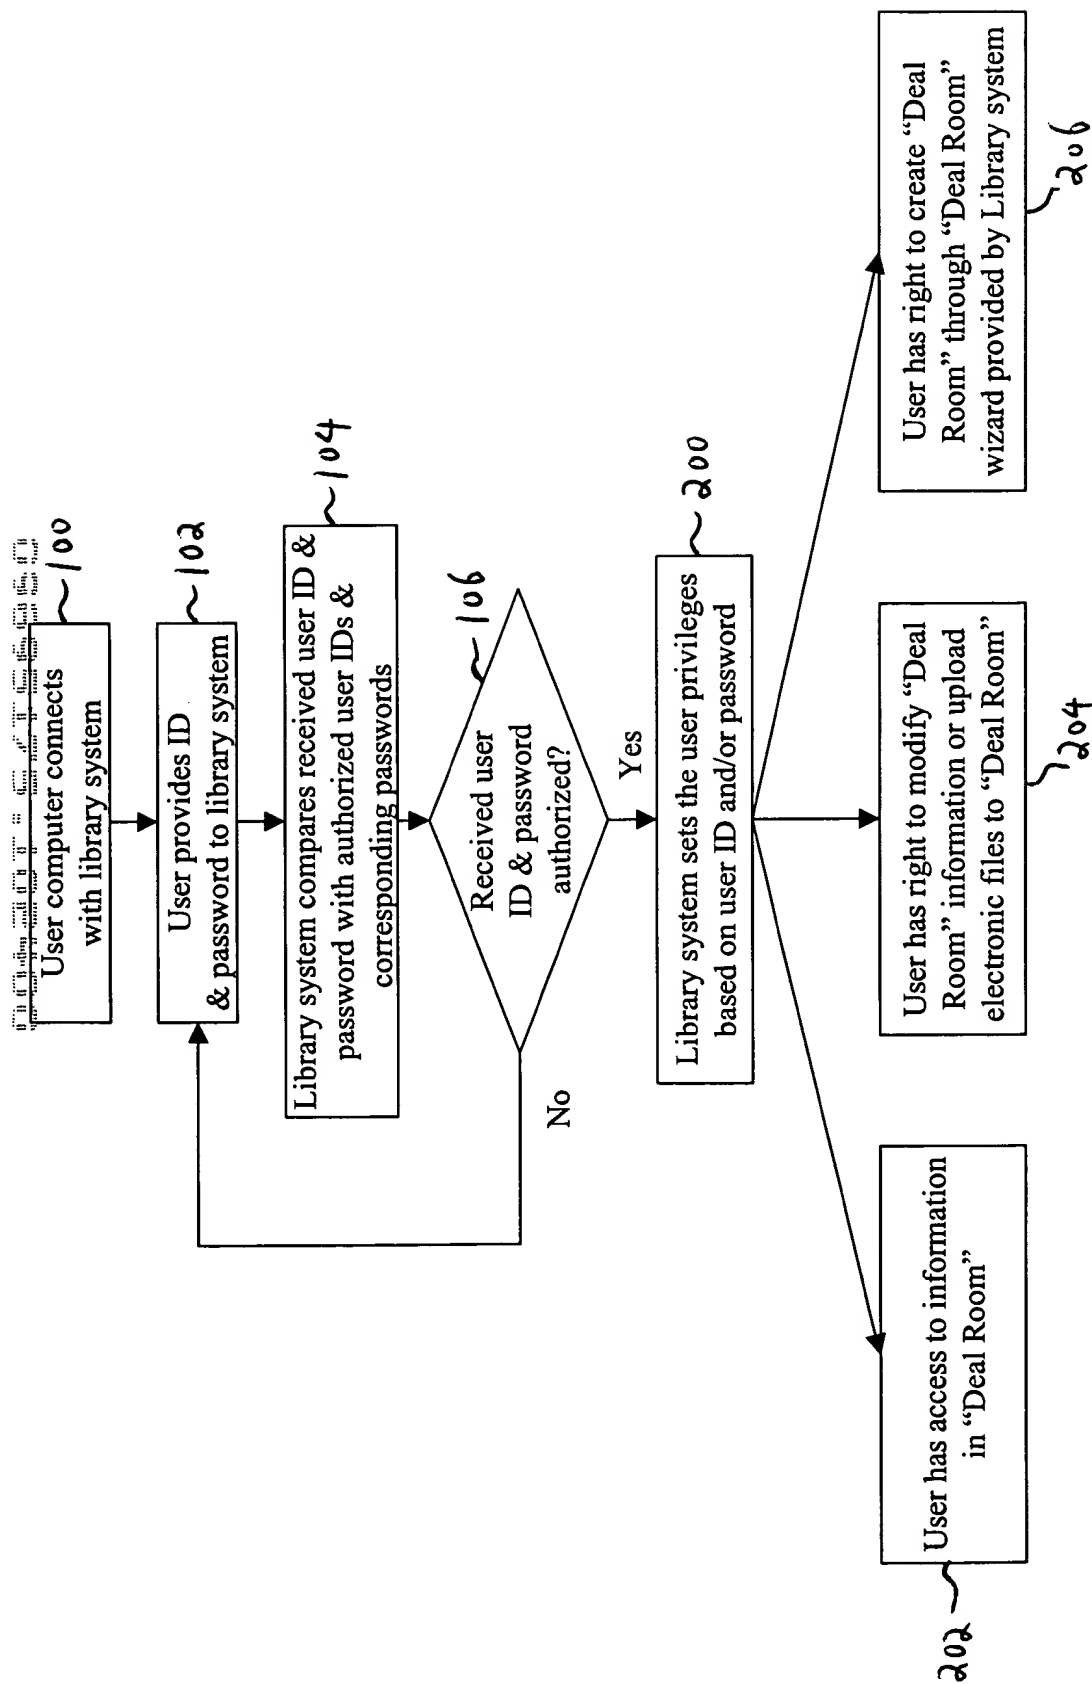 User computer connects
with library system
100
User provides ID
& password to library system
102
Library system compares received user ID &
password with authorized user IDs &
corresponding passwords
104
Received user
ID & password
authorized?
106
No
Yes
Library system sets the user privileges
based on user ID and/or password
200
User has access to information
in “Deal Room”
202
User has right to modify “Deal
Room” information or upload
electronic files to “Deal Room”
204
User has right to create “Deal
Room” through “Deal Room”
wizard provided by Library system
206